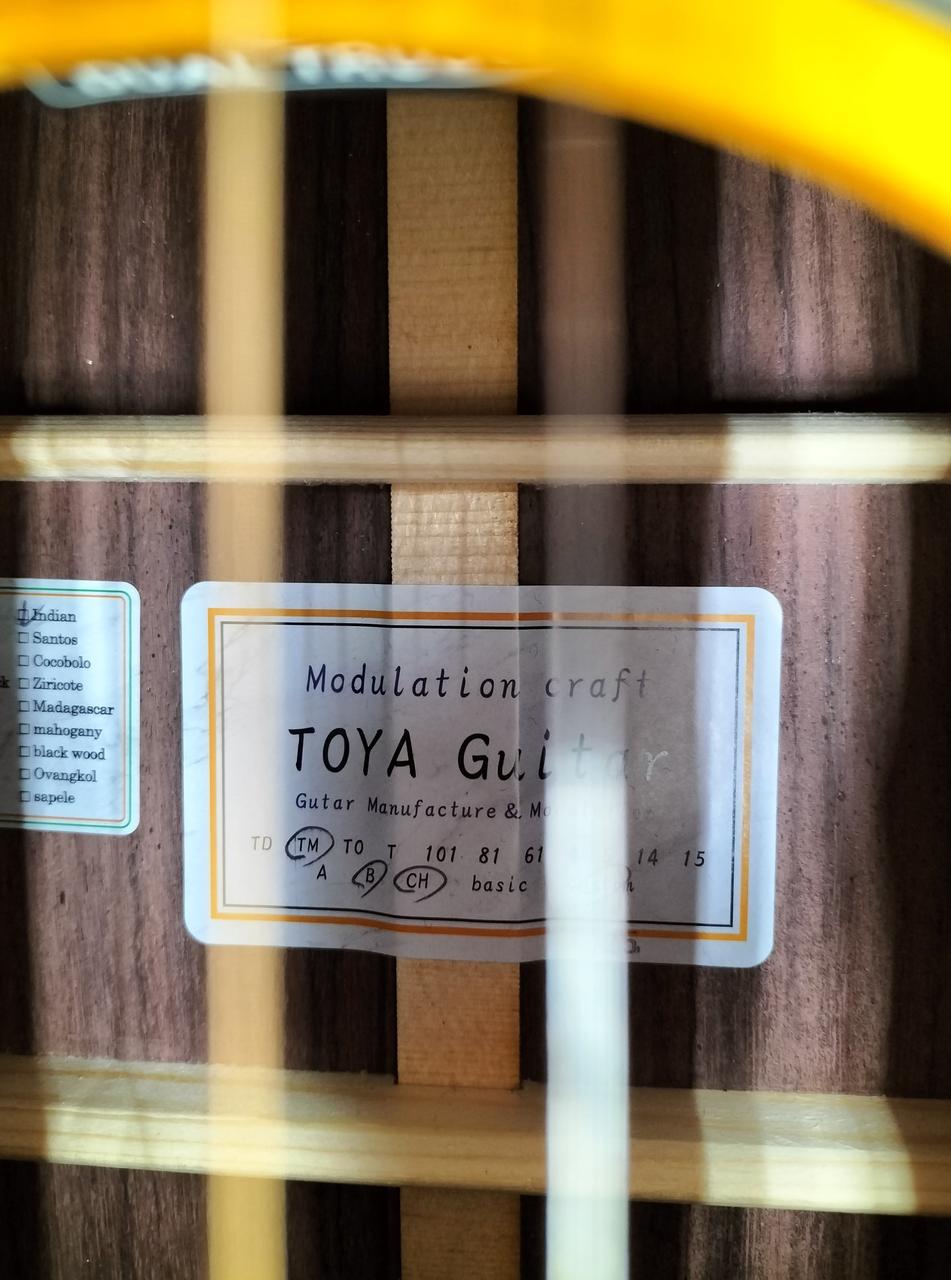 Indian
Santos
Cocobolo
k Ziricote
Madagascar
mahogany
black wood
Ovangkol
sapele
Modulation craft
TOYA Guitar
Gutar Manufacture &
TD TM TO T 101 81 61 14 15
A B CH basic